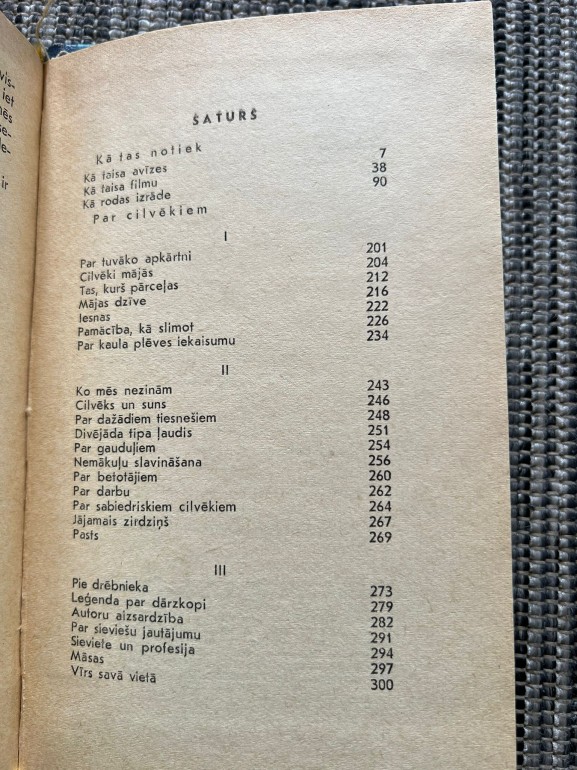 vis-
iet
ŠATURS
Kā tas notiek
Kā taisa avīzes 7
Kā taisa filmu 38
Kā rodas izrāde 90
Par cilvēkiem
I
Par tuvāko apkārtni 201
Cilvēki mājās 204
Tas, kurš pārceļas 212
Mājas dzīve 216
Iesnas 222
Pamācība, kā slimot 226
Par kaula plēves iekaisumu 234
II
Ko mēs nezinām 243
Cilvēks un suns 246
Par dažādiem tiesnešiem 248
Divējāda tipa ļaudis 251
Par gauduļiem 254
Nemākuļu slavināšana 256
Par betotājiem 260
Par darbu 262
Par sabiedriskiem cilvēkiem 264
Jājamais zirdziņš 267
Pasts 269
III
Pie drēbnieka 273
Leģenda par dārzkopi 279
Autoru aizsardzība 282
Par sieviešu jautājumu 291
Sieviete un profesija 294
Māsas 297
Vīrs savā vietā 300